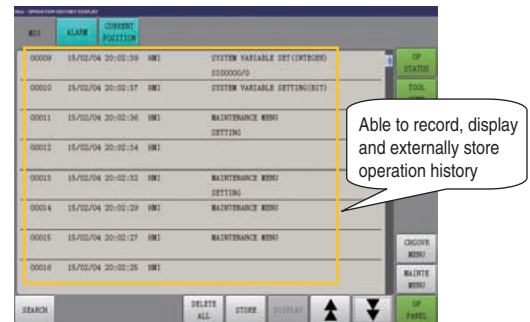 OPERATION HISTORY DISPLAY
MSI ALARM CURRENT
POSITION
00009 15/02/04 20:02:39 HMI SYSTEM VARIABLE SET(INTEGER)
SI00000/0
00010 15/02/04 20:02:37 HMI SYSTEM VARIABLE SETTING(BIT)
00011 15/02/04 20:02:36 HMI MAINTENANCE MENU
SETTING
00012 15/02/04 20:02:34 HMI
00013 15/02/04 20:02:32 HMI MAINTENANCE MENU
SETTING
00014 15/02/04 20:02:29 HMI MAINTENANCE MENU
00015 15/02/04 20:02:27 HMI MAINTENANCE MENU
00016 15/02/04 20:02:25 HMI
OP
STATUS
TOOL
Able to record, display
and externally store
operation history
CHGOVR
MENU
MAINTE
MENU
OP
PANEL
SEARCH
DELETE
ALL
STORE
DISPLAY